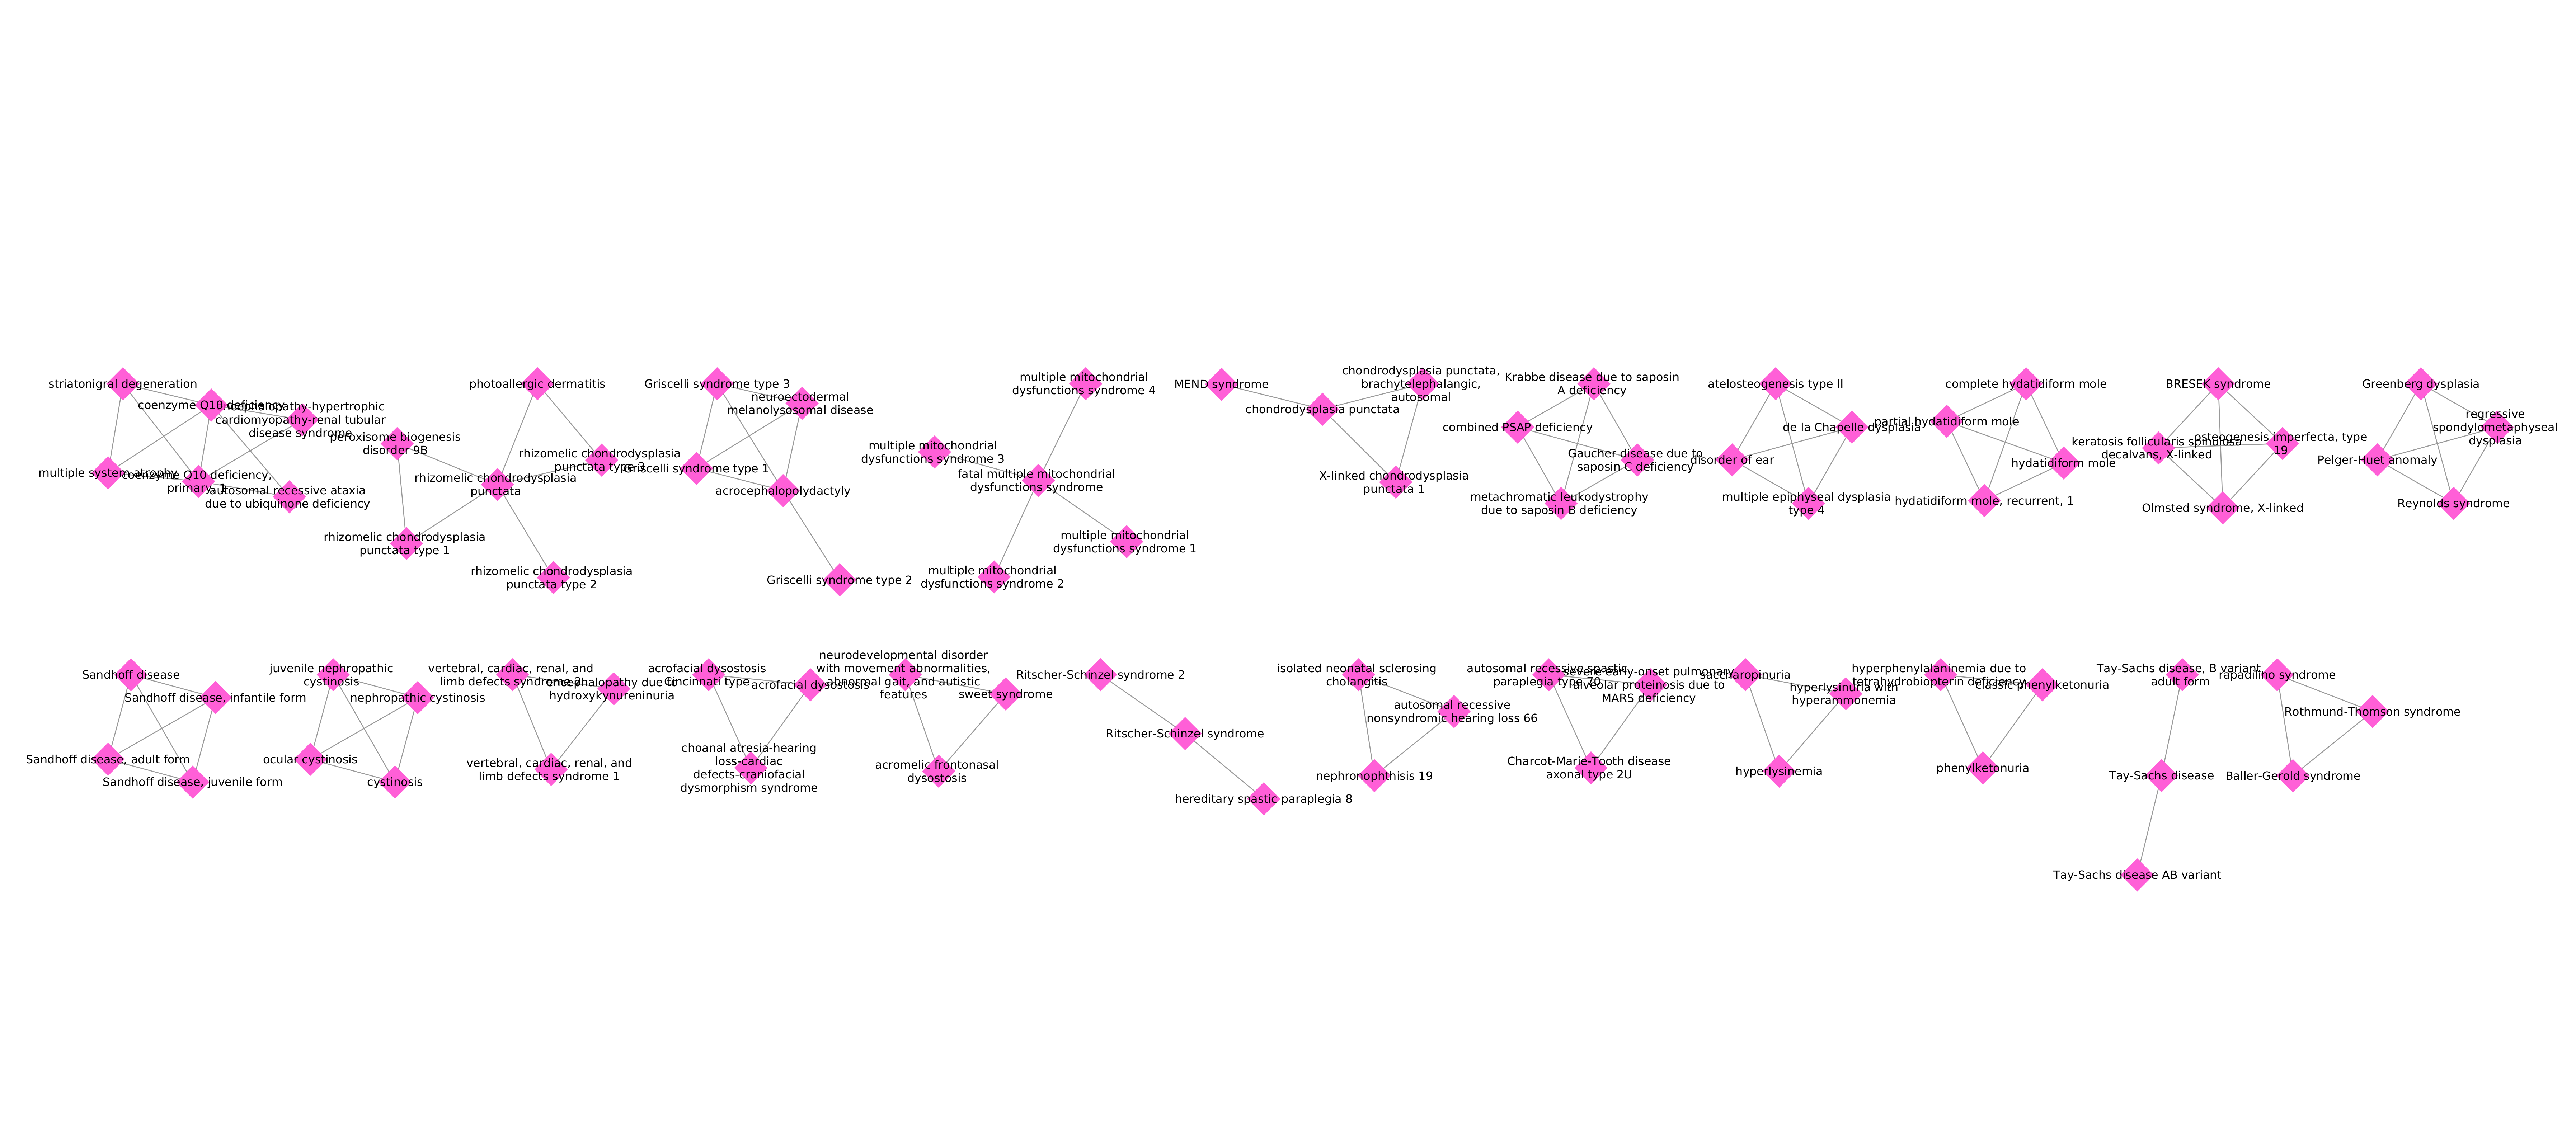 striatonigral degeneration
coenzyme Q10 deficiency
encephalopathy-hypertrophic
cardiomyopathy-renal tubular
disease syndrome
multiple system atrophy
coenzyme Q10 deficiency,
primary, 1
autosomal recessive ataxia
due to ubiquinone deficiency
peroxisome biogenesis
disorder 9B
photoallergic dermatitis
rhizomelic chondrodysplasia
punctata type 3
rhizomelic chondrodysplasia
punctata
rhizomelic chondrodysplasia
punctata type 1
rhizomelic chondrodysplasia
punctata type 2
Griscelli syndrome type 3
neuroectodermal
melanolysosomal disease
Griscelli syndrome type 1
acrocephalopolydactyly
Griscelli syndrome type 2
multiple mitochondrial
dysfunctions syndrome 4
multiple mitochondrial
dysfunctions syndrome 3
fatal multiple mitochondrial
dysfunctions syndrome
multiple mitochondrial
dysfunctions syndrome 1
multiple mitochondrial
dysfunctions syndrome 2
MEND syndrome
chondrodysplasia punctata,
brachytelephalangic,
autosomal
chondrodysplasia punctata
X-linked chondrodysplasia
punctata 1
Krabbe disease due to saposin
A deficiency
combined PSAP deficiency
Gaucher disease due to
saposin C deficiency
metachromatic leukodystrophy
due to saposin B deficiency
atelosteogenesis type II
de la Chapelle dysplasia
disorder of ear
multiple epiphyseal dysplasia
type 4
complete hydatidiform mole
partial hydatidiform mole
hydatidiform mole
hydatidiform mole, recurrent, 1
BRESEK syndrome
keratosis follicularis spinulosa
decalvans, X-linked
osteogenesis imperfecta, type
19
Olmsted syndrome, X-linked
Greenberg dysplasia
regressive
spondylometaphyseal
dysplasia
Pelger-Huet anomaly
Reynolds syndrome
Sandhoff disease
Sandhoff disease, infantile form
Sandhoff disease, adult form
Sandhoff disease, juvenile form
juvenile nephropathic
cystinosis
nephropathic cystinosis
ocular cystinosis
cystinosis
vertebral, cardiac, renal, and
limb defects syndrome 2
encephalopathy due to
hydroxykynureninuria
vertebral, cardiac, renal, and
limb defects syndrome 1
acrofacial dysostosis
Cincinnati type
acrofacial dysostosis
choanal atresia-hearing
loss-cardiac
defects-craniofacial
dysmorphism syndrome
neurodevelopmental disorder
with movement abnormalities,
abnormal gait, and autistic
features
sweet syndrome
acromelic frontonasal
dysostosis
Ritscher-Schinzel syndrome 2
Ritscher-Schinzel syndrome
hereditary spastic paraplegia 8
isolated neonatal sclerosing
cholangitis
autosomal recessive
nonsyndromic hearing loss 66
nephronophthisis 19
autosomal recessive spastic
paraplegia type 70
severe early-onset pulmonary
alveolar proteinosis due to
MARS deficiency
Charcot-Marie-Tooth disease
axonal type 2U
saccharopinuria
hyperlysinuria with
hyperammonemia
hyperlysinemia
hyperphenylalaninemia due to
tetrahydrobiopterin deficiency
classic phenylketonuria
phenylketonuria
Tay-Sachs disease, B variant,
adult form
Tay-Sachs disease
Tay-Sachs disease AB variant
rapadilino syndrome
Rothmund-Thomson syndrome
Baller-Gerold syndrome